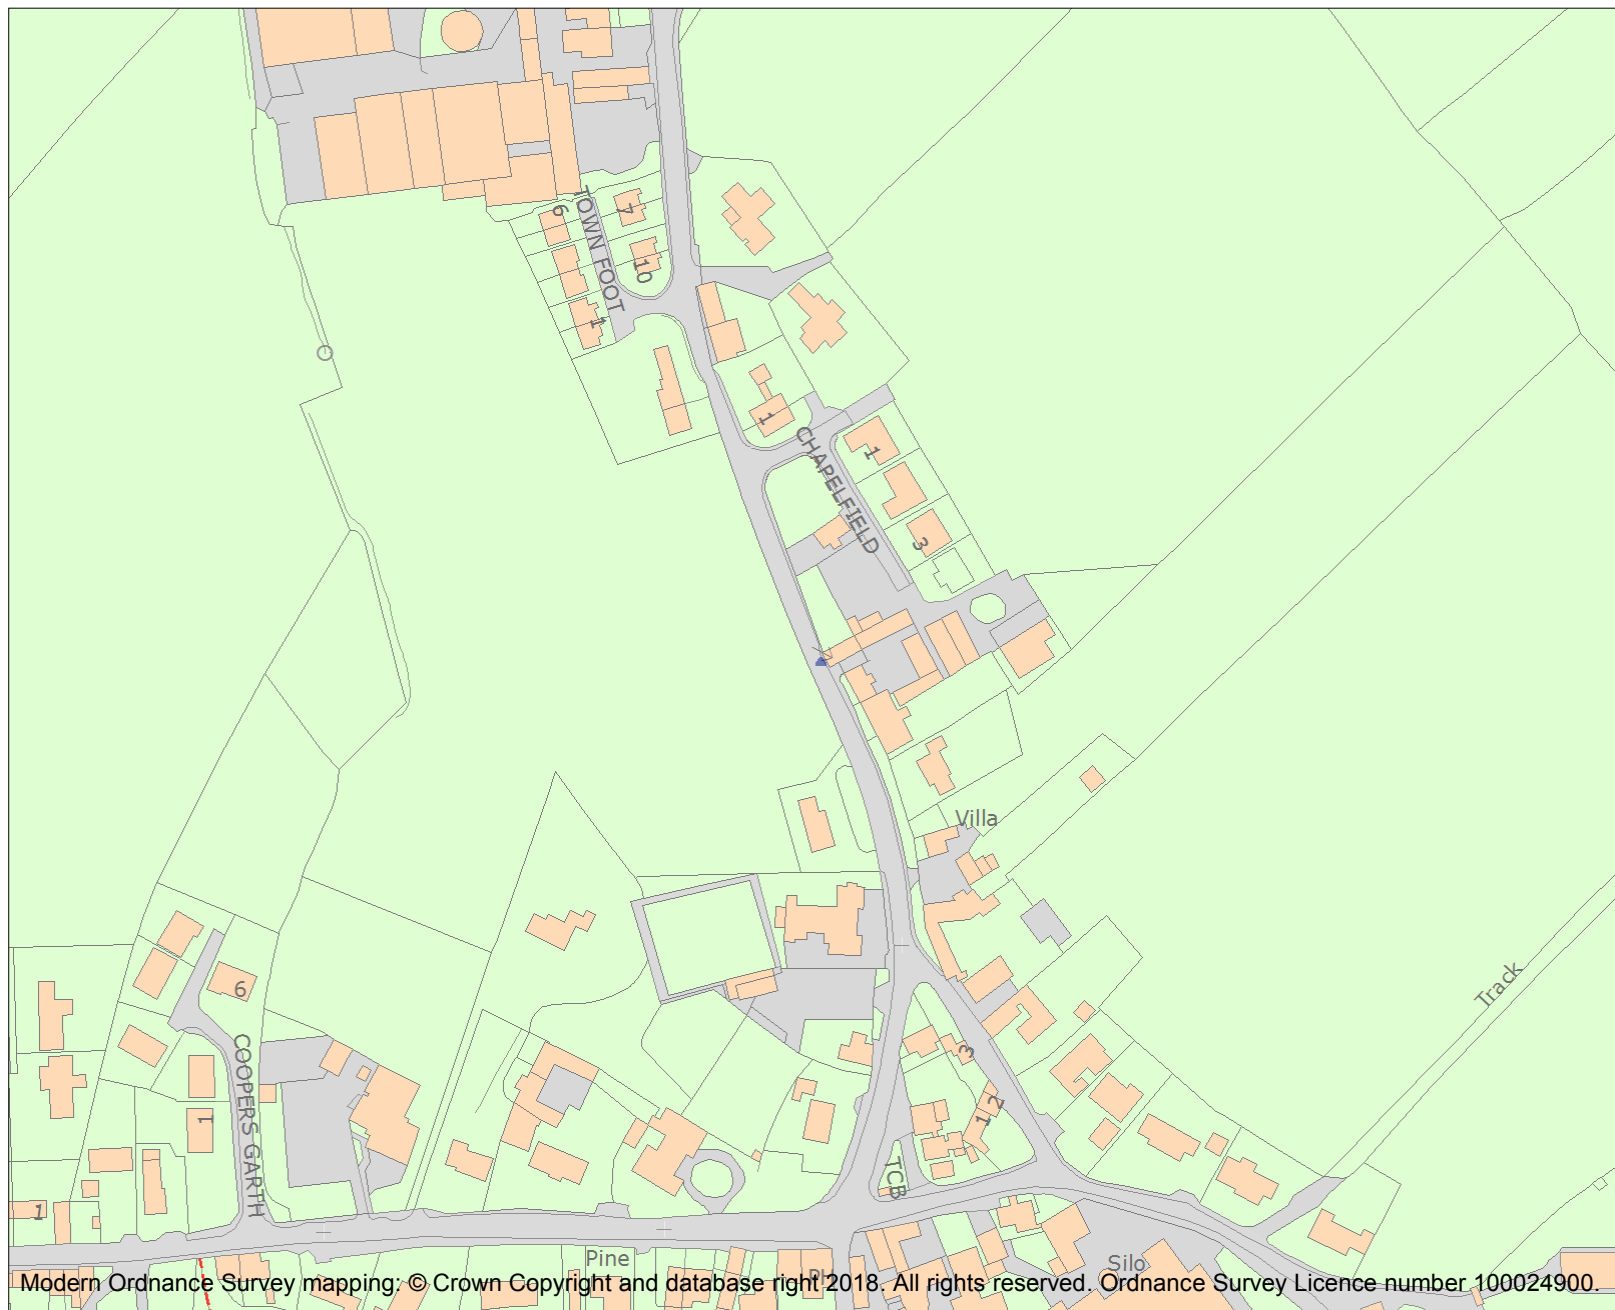 6
7
TOWN FOOT
10
1
1
CHAPELFIELD
1
3
Villa
Track
6
COOPERS GARTH
3
2
1
1
TCB
1
Pine
PH
Silo
Modern Ordnance Survey mapping: © Crown Copyright and database right 2018. All rights reserved. Ordnance Survey Licence number 100024900.